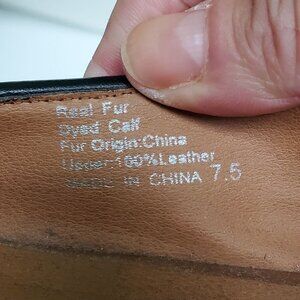 Real Fur
Dyed Calf
Fur Origin:China
Upper:100%Leather
MADE IN CHINA 7.5